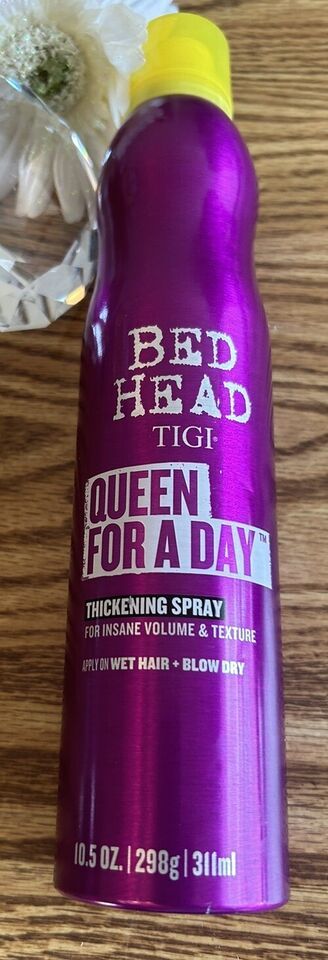 BED
HEAD
TIGI®
QUEEN
FOR A DAY™
THICKENING SPRAY
FOR INSANE VOLUME & TEXTURE
APPLY ON WET HAIR + BLOW DRY
10.5 OZ. | 298g | 311ml